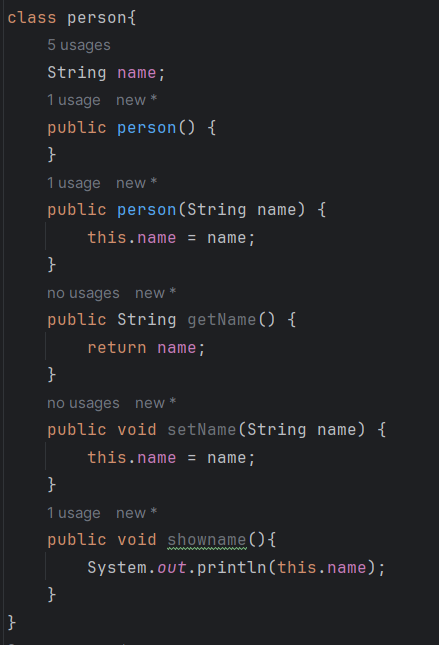 class person{
5 usages
String name;
1 usage new *
public person() {
}
1 usage new *
public person(String name) {
this.name = name;
}
no usages new *
public String getName() {
return name;
}
no usages new *
public void setName(String name) {
this.name = name;
}
1 usage new *
public void showname(){
System.out.println(this.name);
}
}